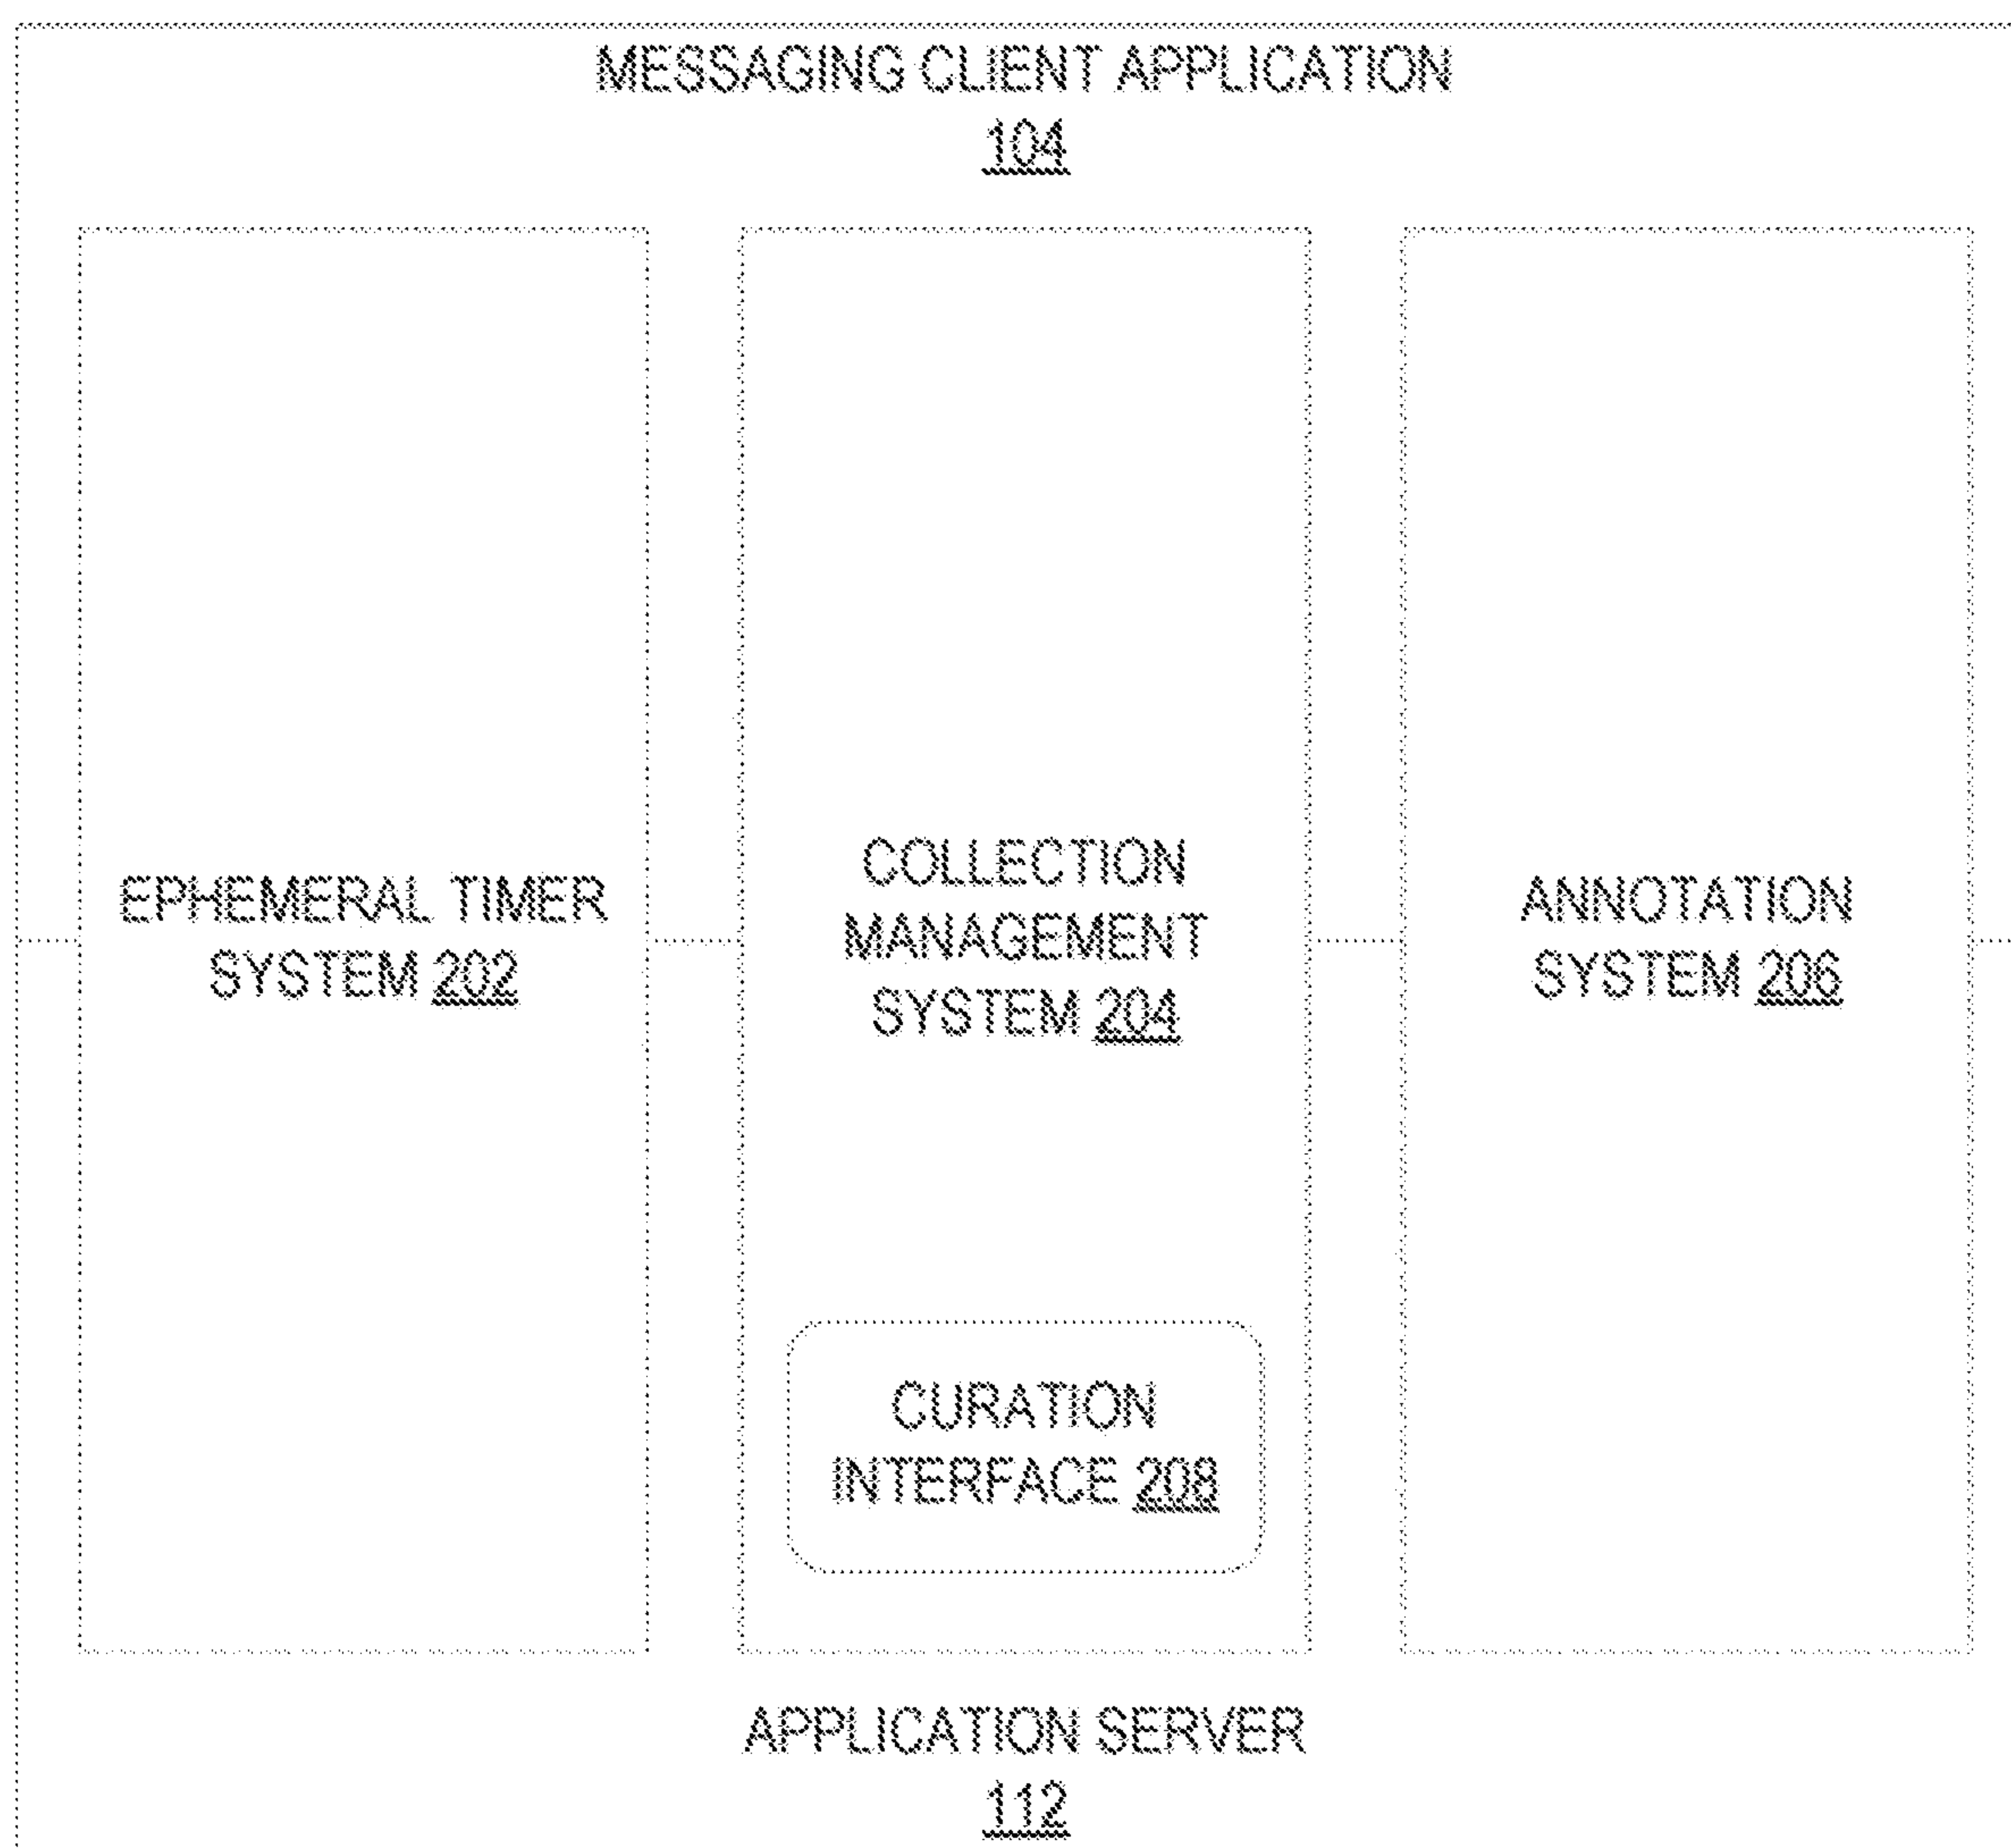 MESSAGING CLIENT APPLICATION
104
EPHEMERAL TIMER
SYSTEM 202
COLLECTION
MANAGEMENT
SYSTEM 204
CURATION
INTERFACE 208
ANNOTATION
SYSTEM 206
APPLICATION SERVER
112